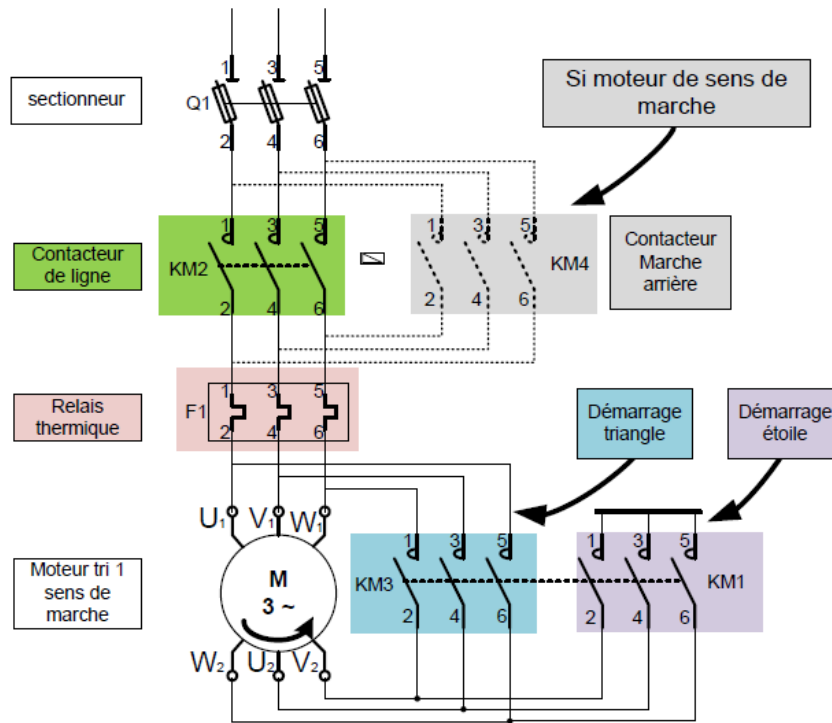 1 3 5
Si moteur de sens de
marche
sectionneur
Q1
2 4 6
1 3 5
1 3 5
Contacteur
de ligne
KM2
KM4
Contacteur
Marche
arrière
2 4 6
2 4 6
Relais
thermique
F1
1 3 5
2 4 6
Démarrage
triangle
Démarrage
étoile
U1 V1 W1
1 3 5
1 3 5
Moteur tri 1
sens de
marche
M
3 ~
KM3
KM1
2 4 6
2 4 6
W2 U2 V2